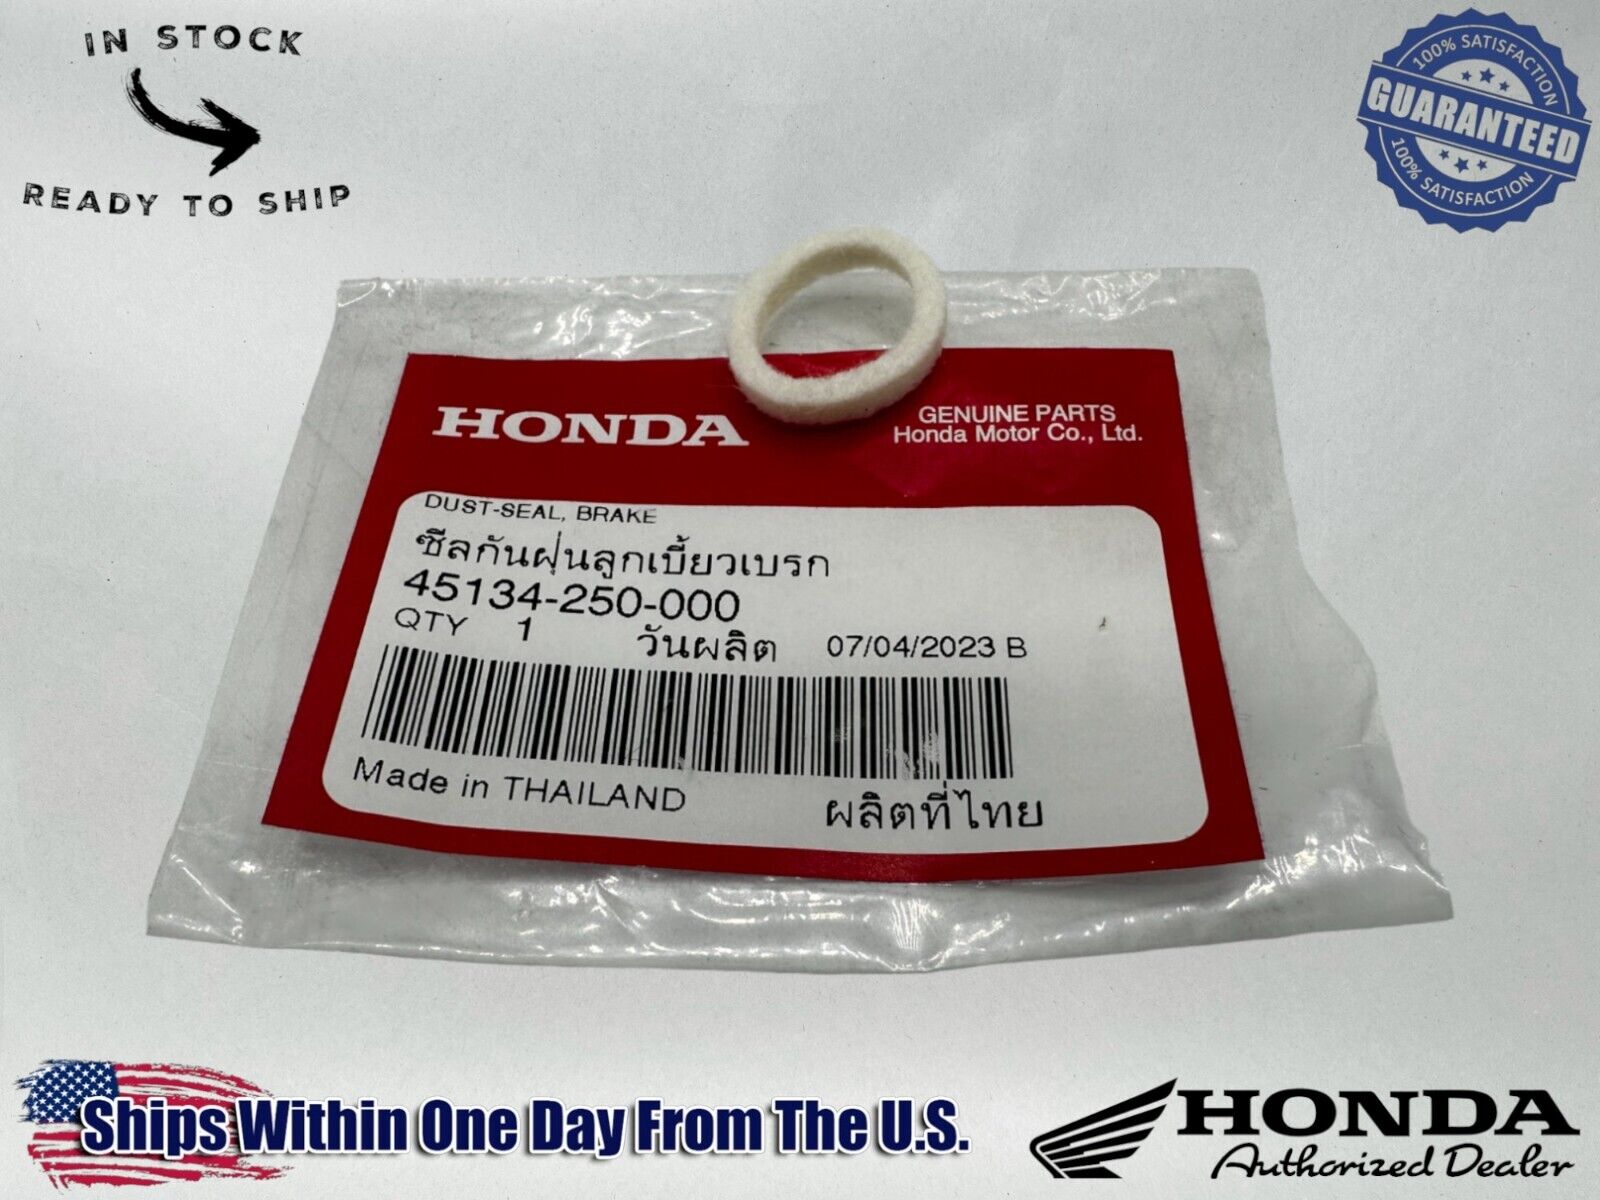 IN STOCK
READY TO SHIP
100% SATISFACTION
GUARANTEED
100% SATISFACTION
HONDA
GENUINE PARTS
Honda Motor Co., Ltd.
DUST-SEAL, BRAKE
ซีลกันฝุ่นลูกเบี้ยวเบรก
45134-250-000
QTY 1 วันผลิต 07/04/2023 B
Made in THAILAND ผลิตที่ไทย
Ships Within One Day From The U.S.
HONDA
Authorized Dealer